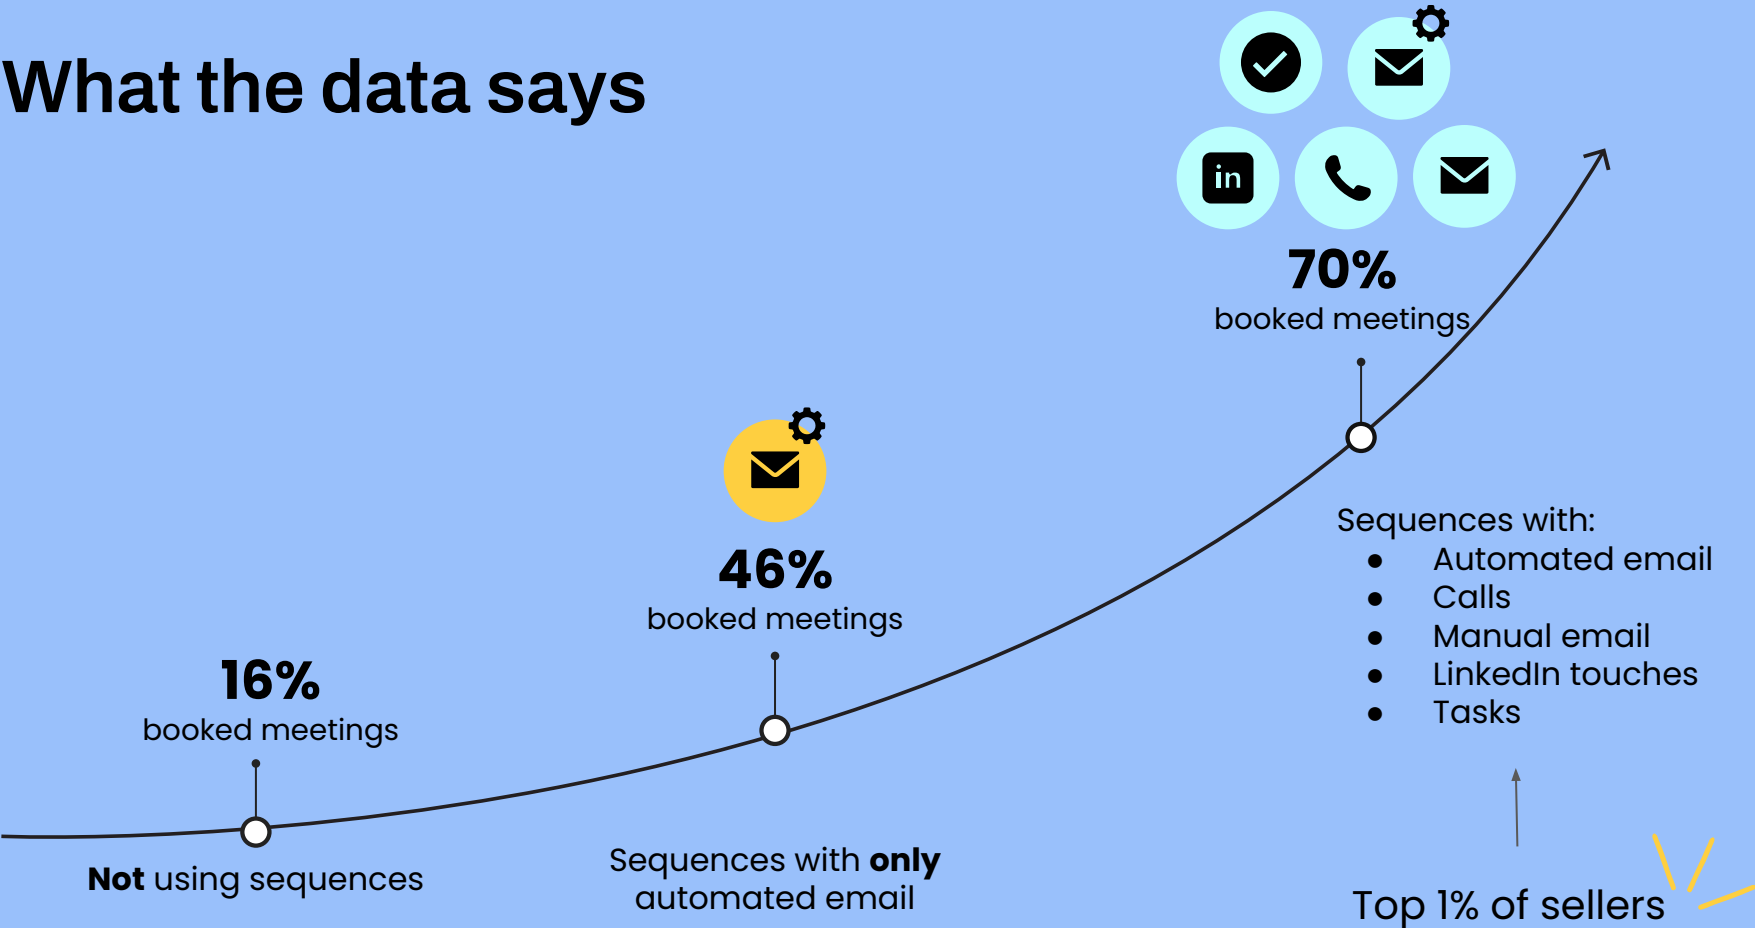 What the data says
in
70%
booked meetings
46%
booked meetings
16%
booked meetings
Not using sequences
Sequences with only
automated email
Sequences with:
● Automated email
● Calls
● Manual email
● LinkedIn touches
● Tasks
Top 1% of sellers